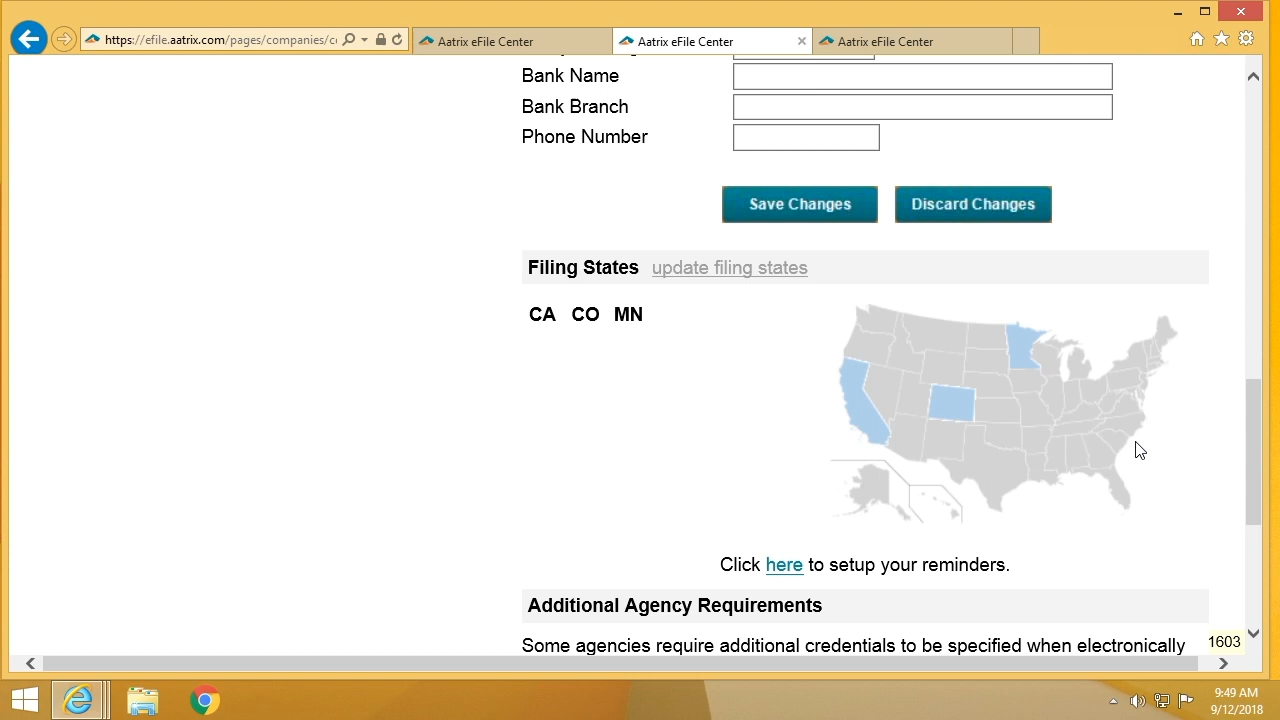 https://efile.aatrix.com/pages/companies/c
Aatrix eFile Center
Aatrix eFile Center
Aatrix eFile Center
Bank Name
Bank Branch
Phone Number
Save Changes
Discard Changes
Filing States update filing states
CA CO MN
Click here to setup your reminders.
Additional Agency Requirements
Some agencies require additional credentials to be specified when electronically
1603
9:49 AM
9/12/2018